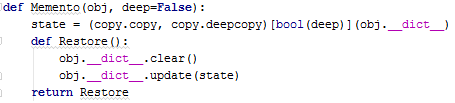 def Memento(obj, deep=False):
    state = (copy.copy, copy.deepcopy)[bool(deep)](obj.__dict__)
    def Restore():
        obj.__dict__.clear()
        obj.__dict__.update(state)
    return Restore